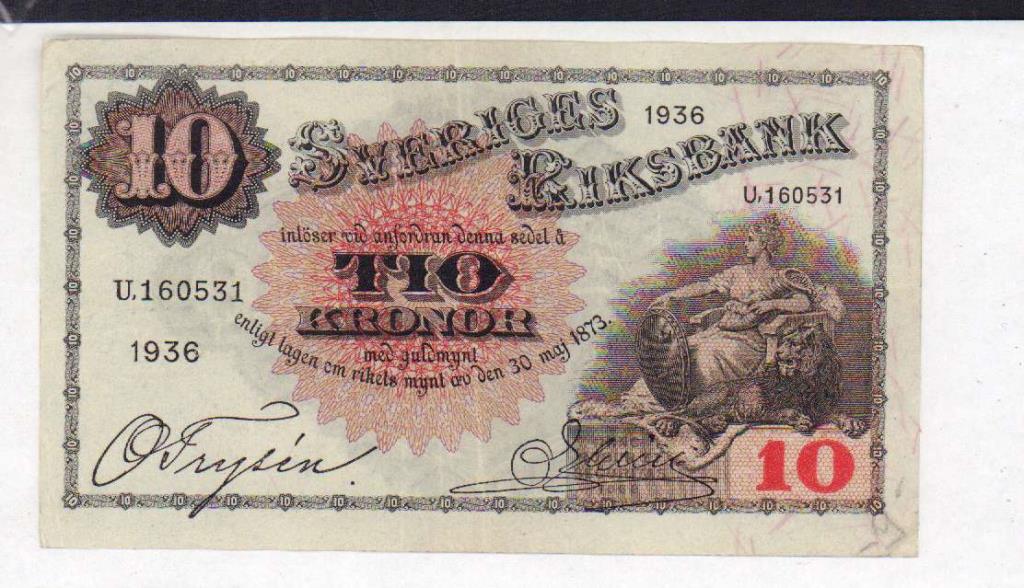 10
SVERIGES
1936
RIKSBANK
U,160531
inlöser vid anfordran denna sedel å
TIO
KRONOR
U,160531
1936
med guldmynt
enligt lagen om rikets mynt av den 30 maj 1873.
O Frysén
10